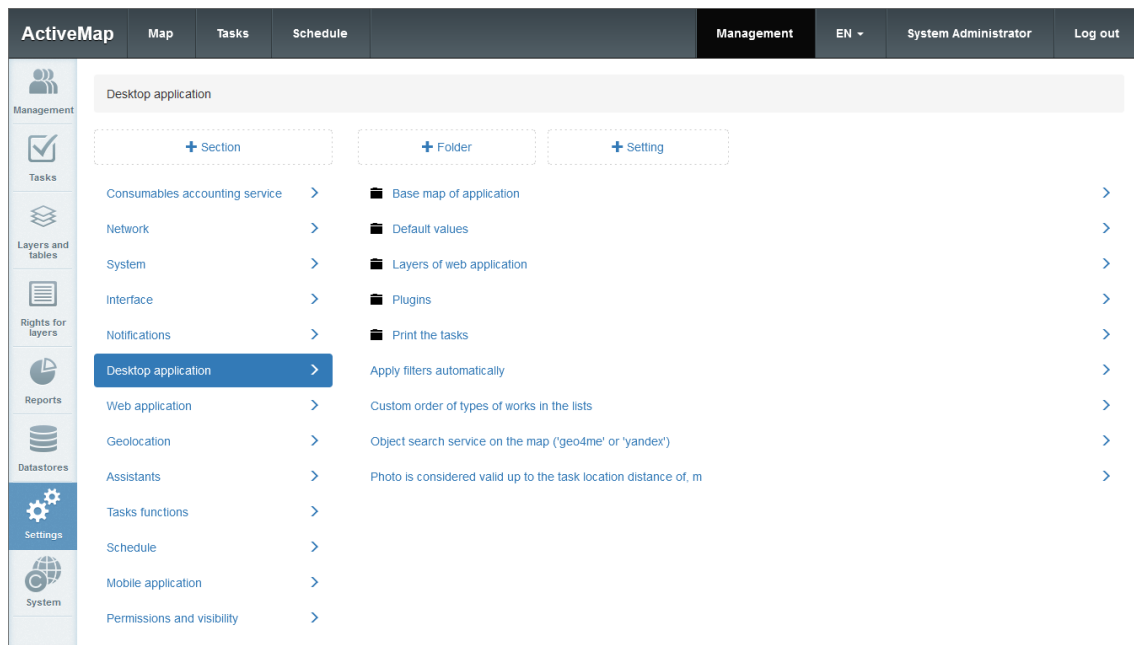 ActiveMap Map Tasks Schedule Management EN System Administrator Log out
Management
Tasks
Layers and
tables
Rights for
layers
Reports
Datastores
Settings
System
Desktop application
+ Section
+ Folder
+ Setting
Consumables accounting service
Network
System
Interface
Notifications
Desktop application
Web application
Geolocation
Assistants
Tasks functions
Schedule
Mobile application
Permissions and visibility
Base map of application
Default values
Layers of web application
Plugins
Print the tasks
Apply filters automatically
Custom order of types of works in the lists
Object search service on the map ('geo4me' or 'yandex')
Photo is considered valid up to the task location distance of, m